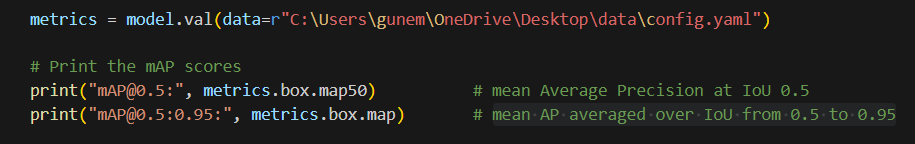 metrics = model.val(data=r"C:\Users\gunem\OneDrive\Desktop\data\config.yaml")
# Print the mAP scores
print("mAP@0.5:", metrics.box.map50) # mean Average Precision at IoU 0.5
print("mAP@0.5:0.95:", metrics.box.map) # mean AP averaged over IoU from 0.5 to 0.95